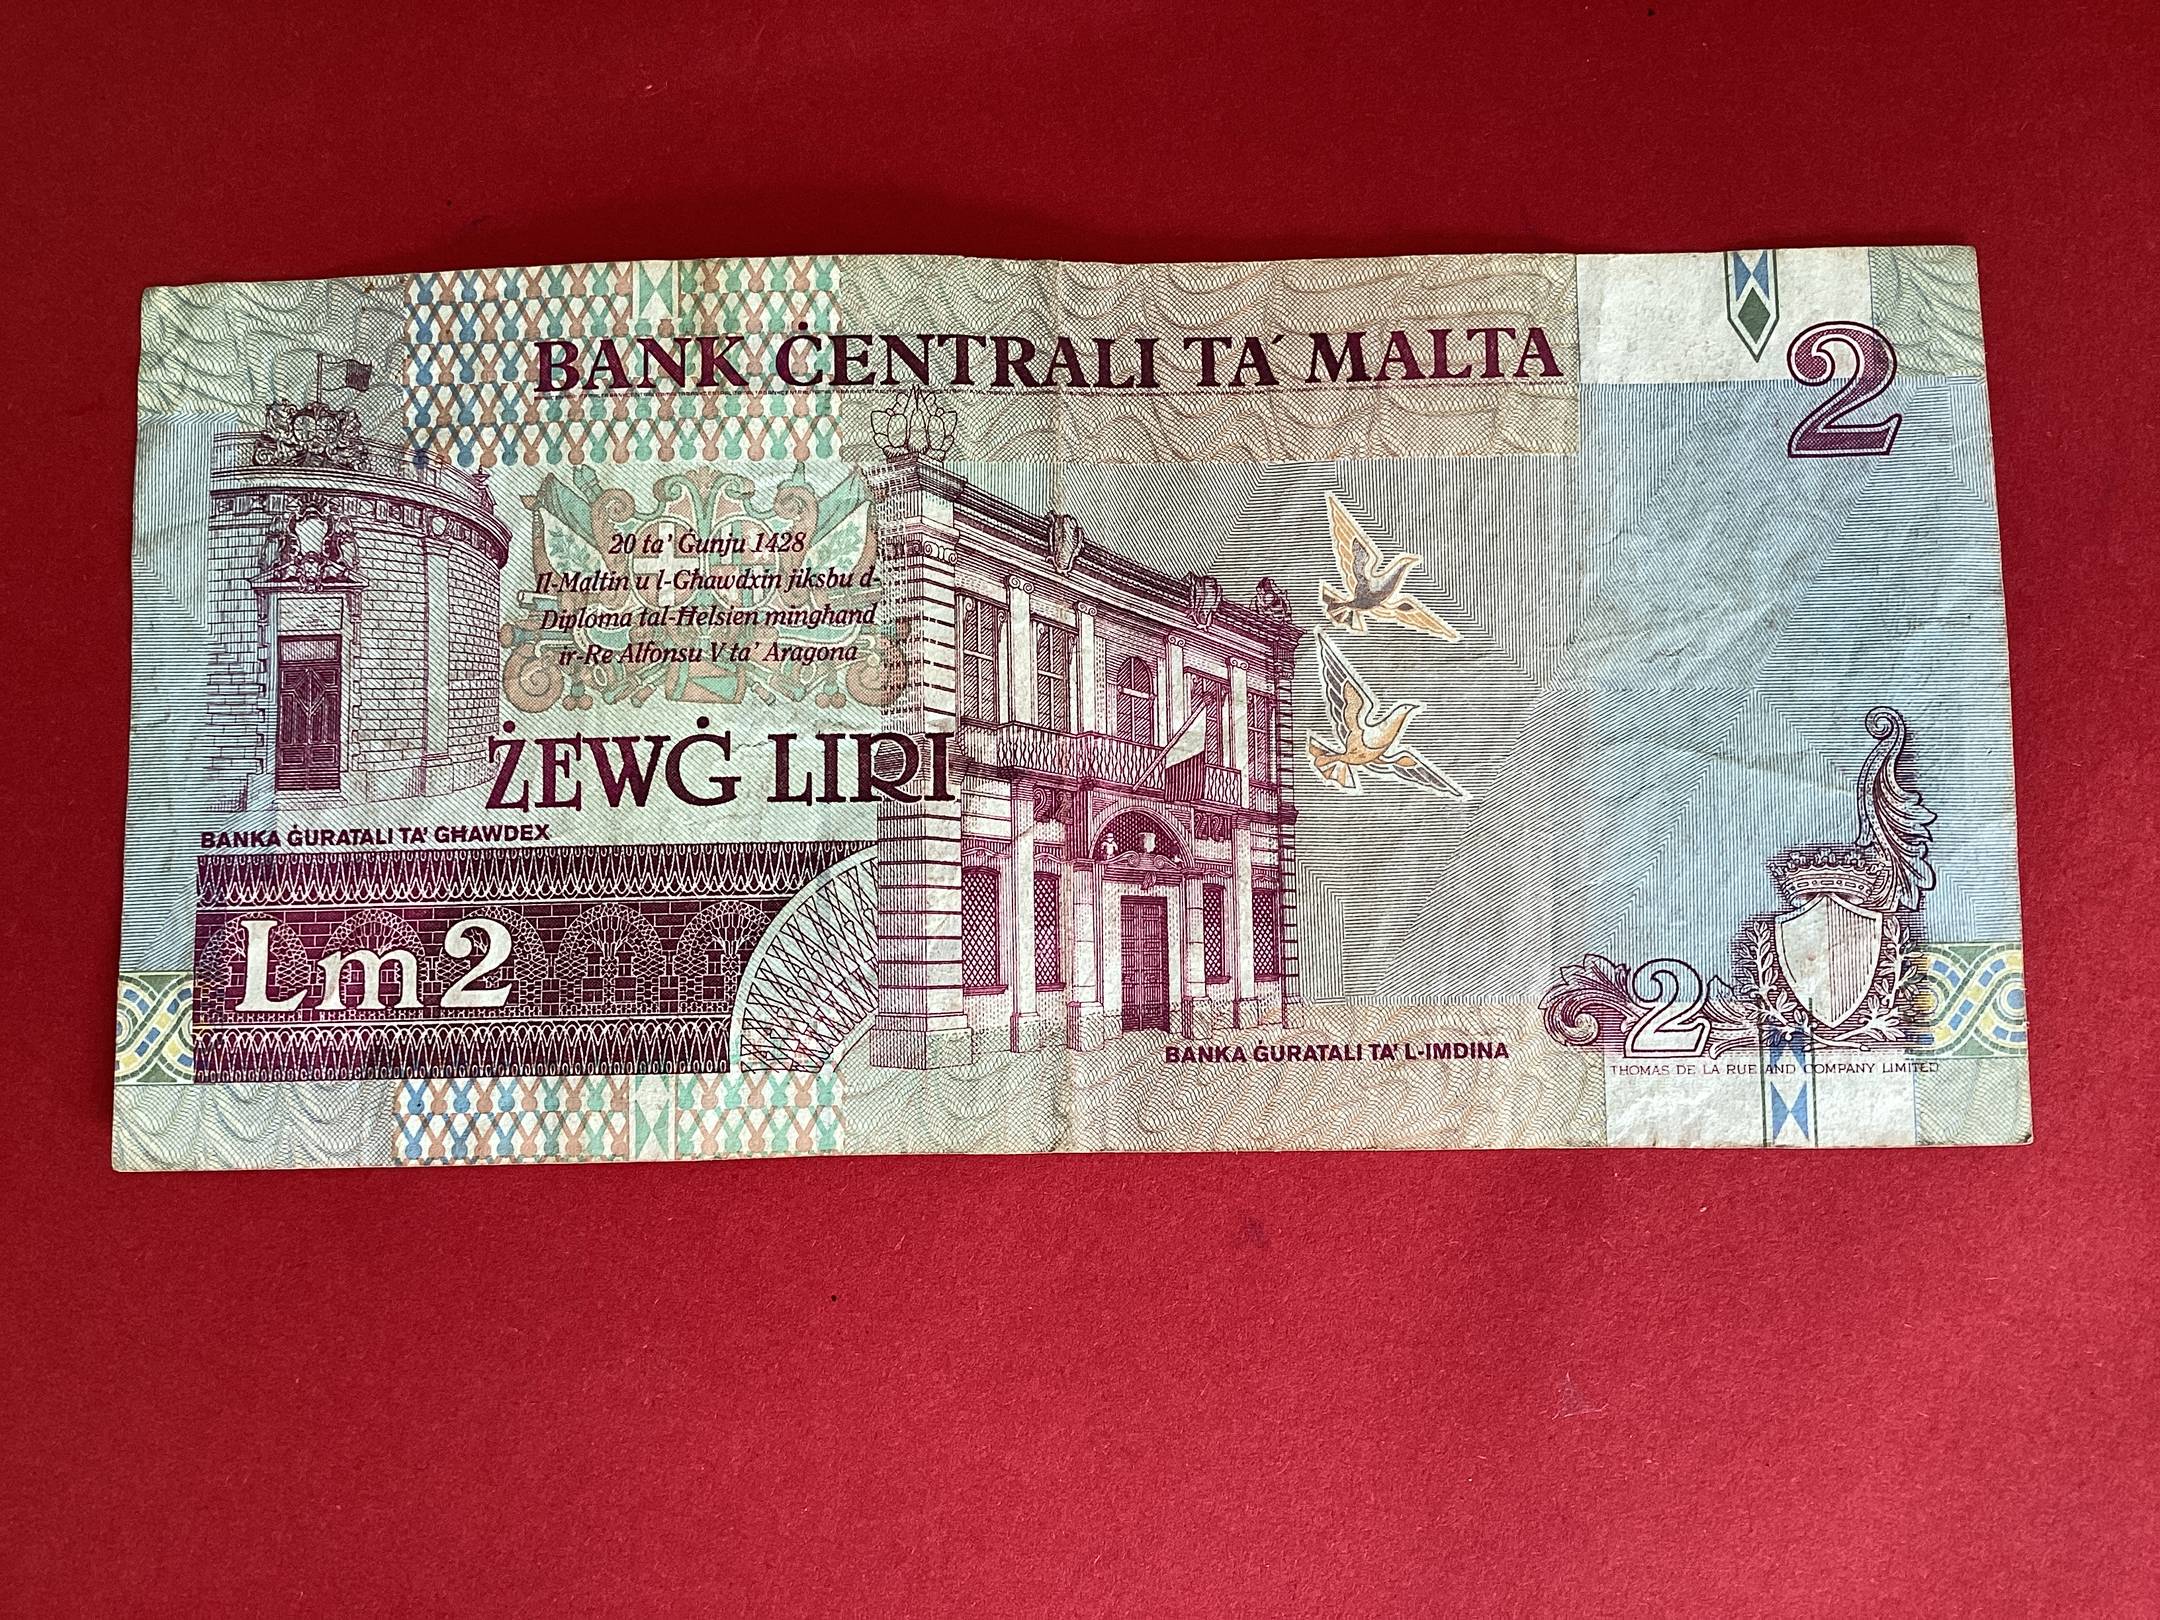 BANK ĊENTRALI TA' MALTA
2
20 ta' Ġunju 1428
Il-Maltin u l-Għawdxin jiksbu d-
Diploma tal-Ħelsien mingħand
ir-Re Alfonsu V ta' Aragona
ŻEWĠ LIRI
BANKA ĠURATALI TA' GĦAWDEX
Lm2
BANKA ĠURATALI TA' L-IMDINA
2
THOMAS DE LA RUE AND COMPANY LIMITED